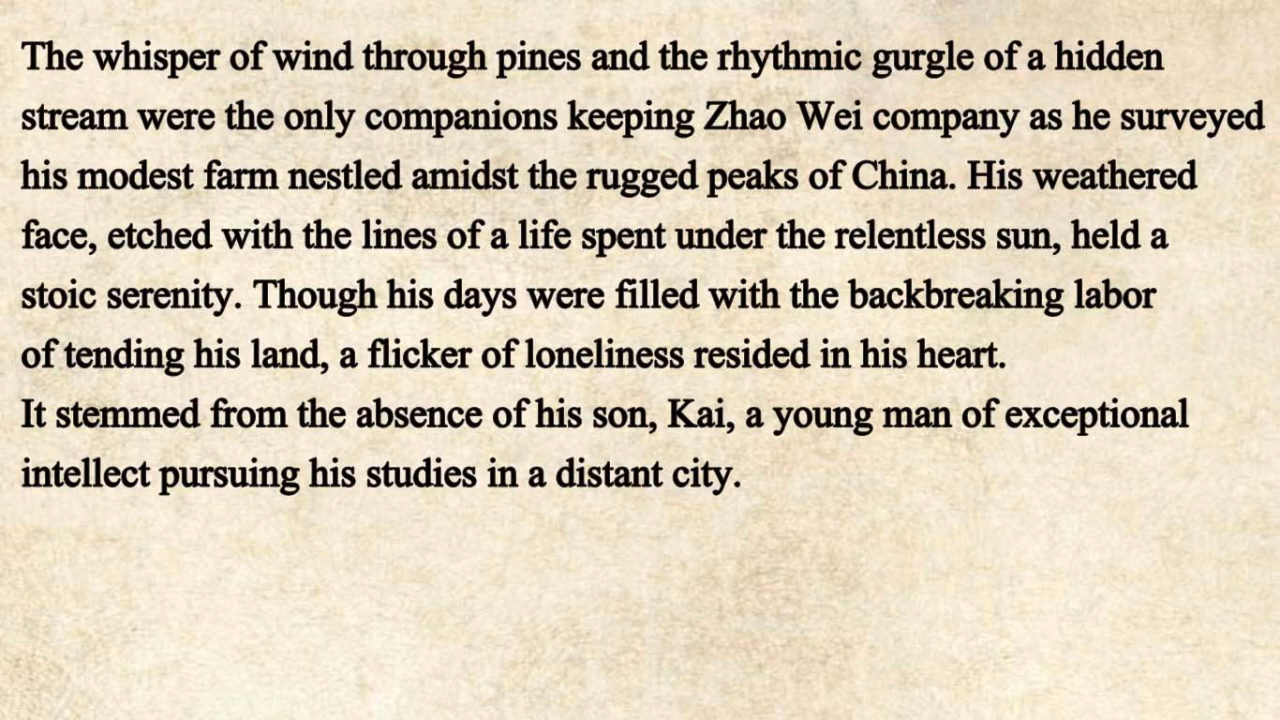 The whisper of wind through pines and the rhythmic gurgle of a hidden
stream were the only companions keeping Zhao Wei company as he surveyed
his modest farm nestled amidst the rugged peaks of China. His weathered
face, etched with the lines of a life spent under the relentless sun, held a
stoic serenity. Though his days were filled with the backbreaking labor
of tending his land, a flicker of loneliness resided in his heart.
It stemmed from the absence of his son, Kai, a young man of exceptional
intellect pursuing his studies in a distant city.